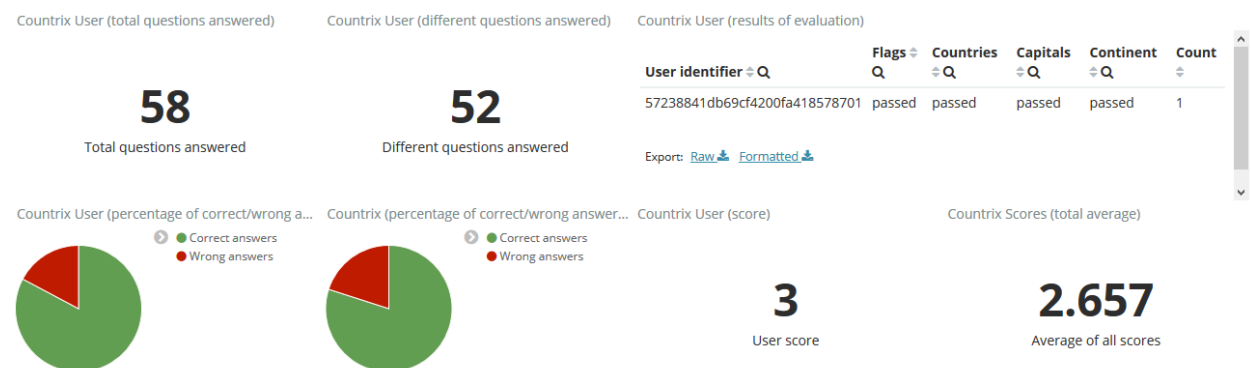 Countrix User (total questions answered)
58
Total questions answered
Countrix User (different questions answered)
52
Different questions answered
Countrix User (results of evaluation)
User identifier Flags Countries Capitals Continent Count
57238841db69cf4200fa418578701 passed passed passed passed 1
Export: Raw Formatted
Countrix User (percentage of correct/wrong a...
Correct answers
Wrong answers
Countrix (percentage of correct/wrong answer...
Correct answers
Wrong answers
Countrix User (score)
3
User score
Countrix Scores (total average)
2.657
Average of all scores